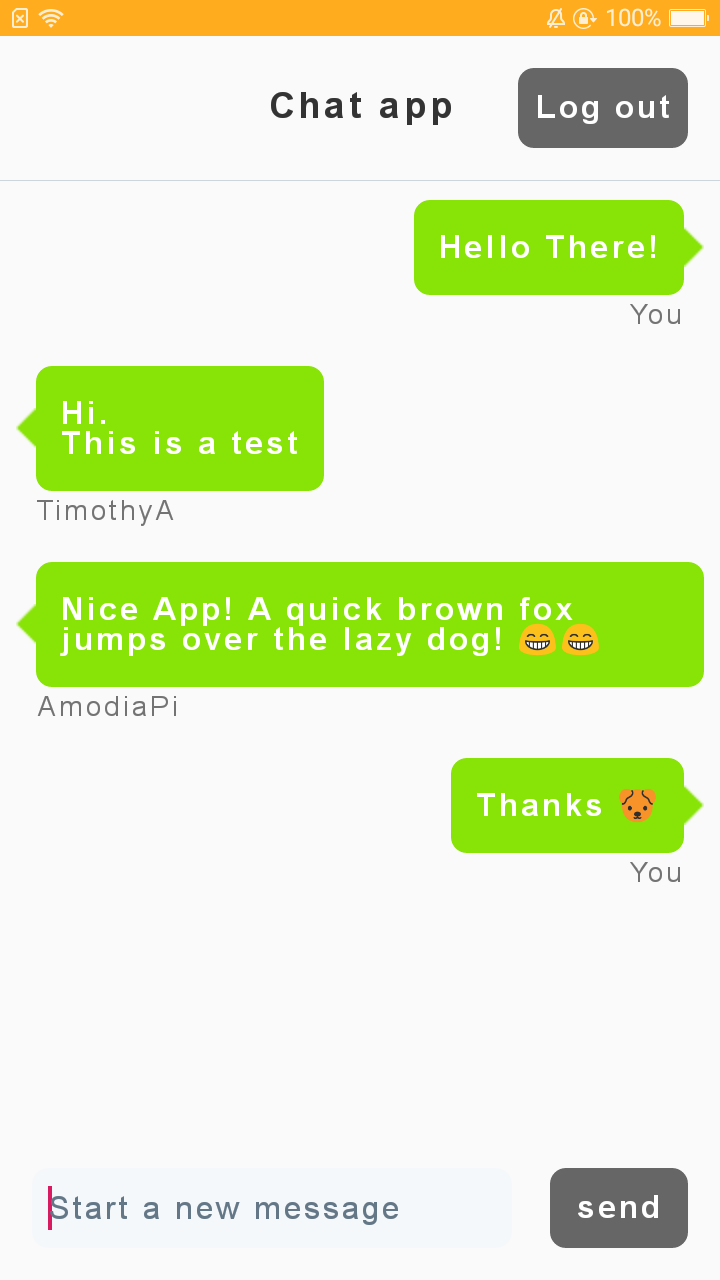 100%
Chat app
Log out
Hello There!
You
Hi.
This is a test
TimothyA
Nice App! A quick brown fox
jumps over the lazy dog! 😁😁
AmodiaPi
Thanks 🐶
You
Start a new message
send